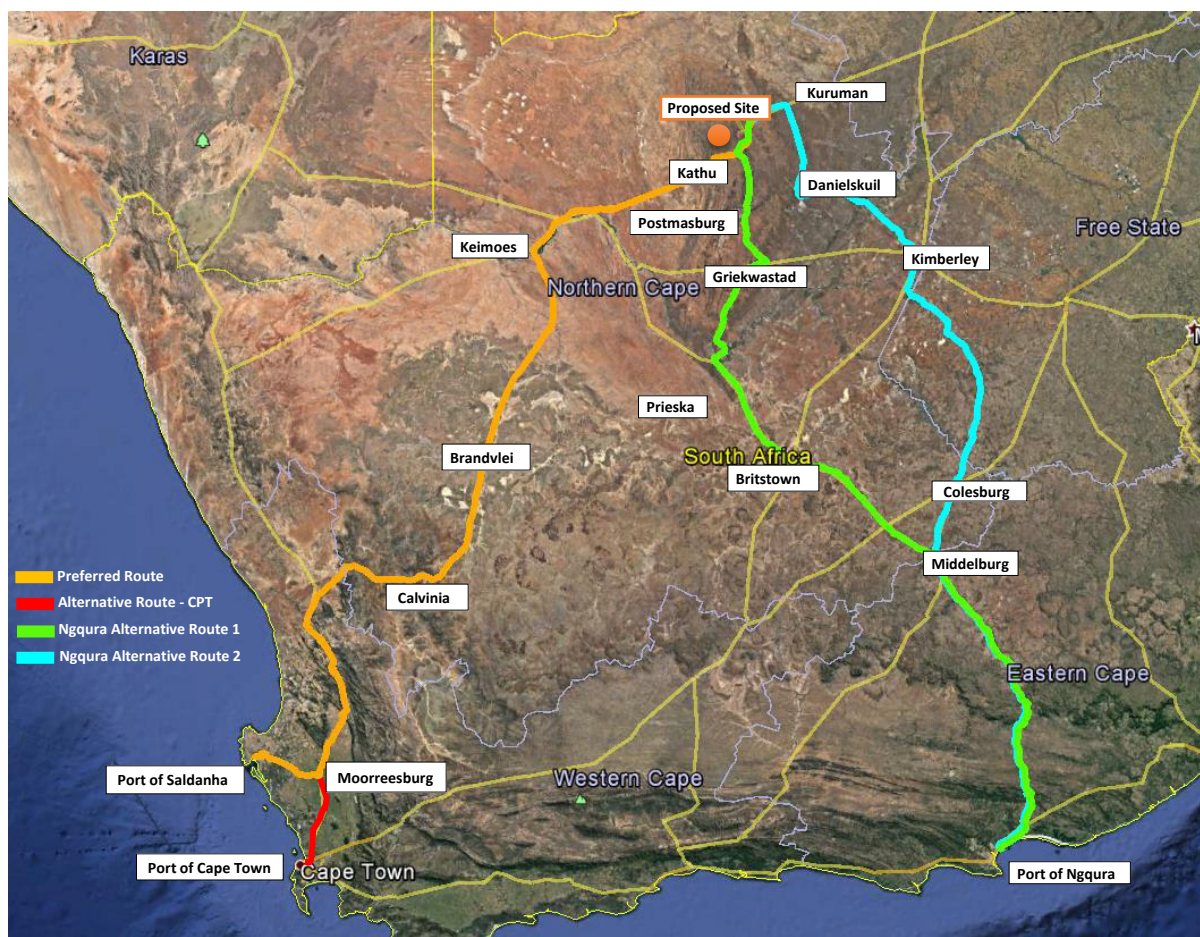 Karas
Kuruman
Proposed Site
Kathu
Danielskuil
Postmasburg
Free State
Keimoes
Kimberley
Griekwastad
Northern Cape
Prieska
Brandvlei
South Africa
Britstown
Colesburg
Middelburg
Preferred Route
Alternative Route - CPT
Ngqura Alternative Route 1
Ngqura Alternative Route 2
Calvinia
Eastern Cape
Port of Saldanha
Moorreesburg
Western Cape
Port of Cape Town
Cape Town
Port of Ngqura